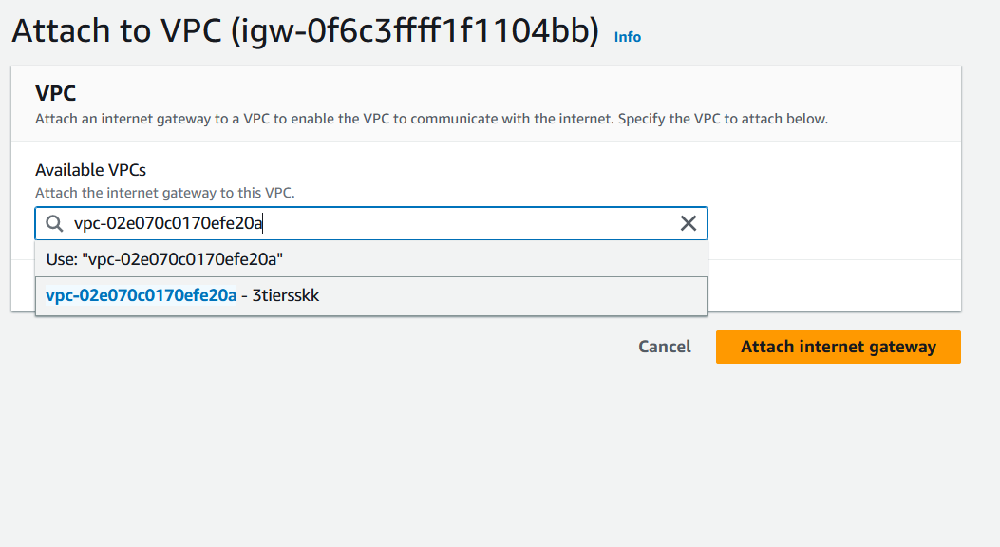 Attach to VPC (igw-0f6c3ffff1f1104bb) Info
VPC
Attach an internet gateway to a VPC to enable the VPC to communicate with the internet. Specify the VPC to attach below.
Available VPCs
Attach the internet gateway to this VPC.
vpc-02e070c0170efe20a
Use: "vpc-02e070c0170efe20a"
vpc-02e070c0170efe20a - 3tiersskk
Cancel Attach internet gateway